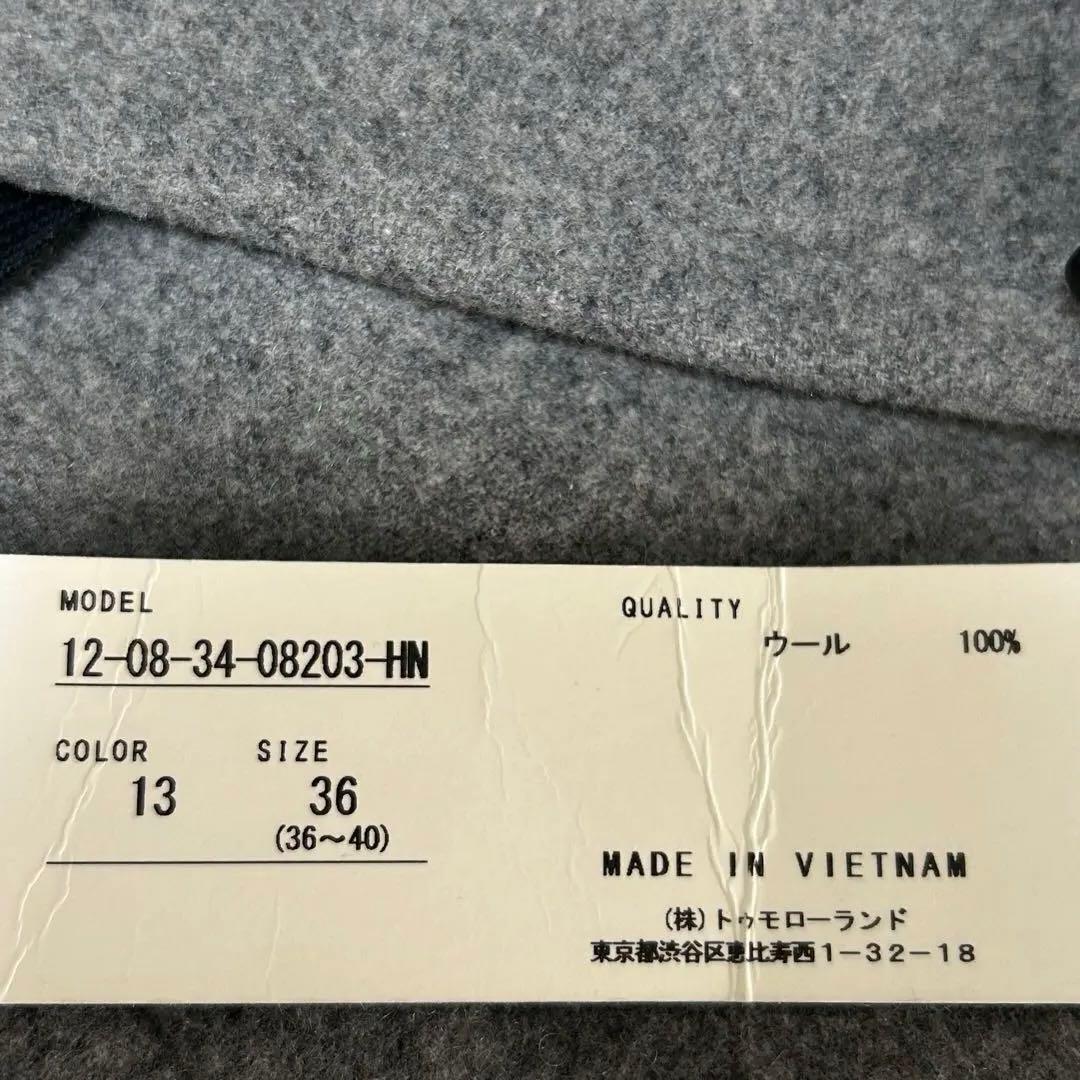 MODEL
12-08-34-08203-HN
COLOR SIZE
13 36
(36〜40)
QUALITY
ウール 100%
MADE IN VIETNAM
(株)トゥモローランド
東京都渋谷区恵比寿西1-32-18